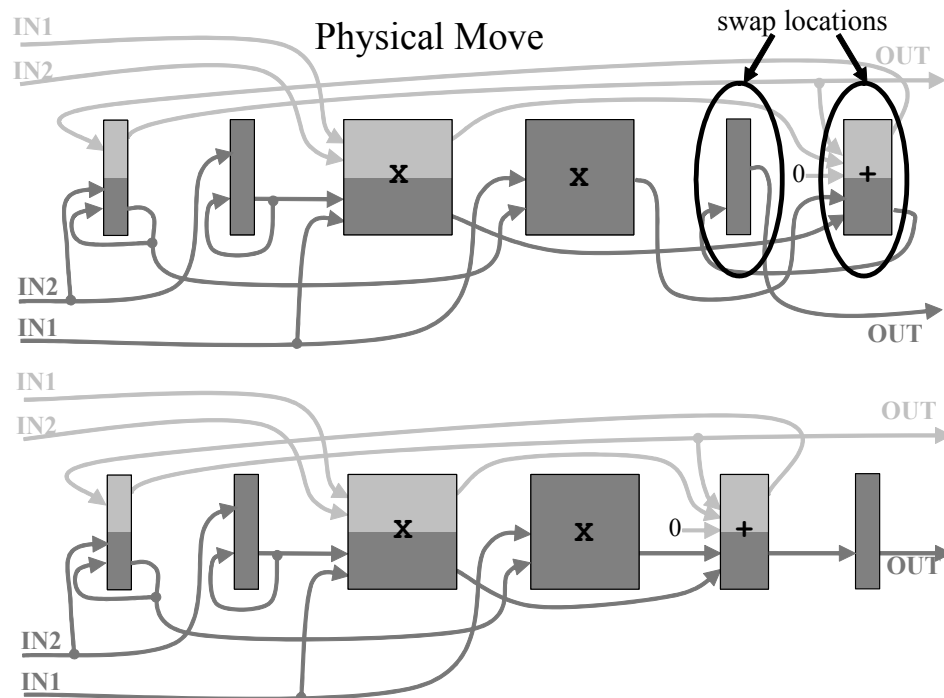 IN1
Physical Move
swap locations
IN2
OUT
X
X
0
+
IN2
IN1
OUT
IN1
IN2
OUT
X
X
0
+
OUT
IN2
IN1